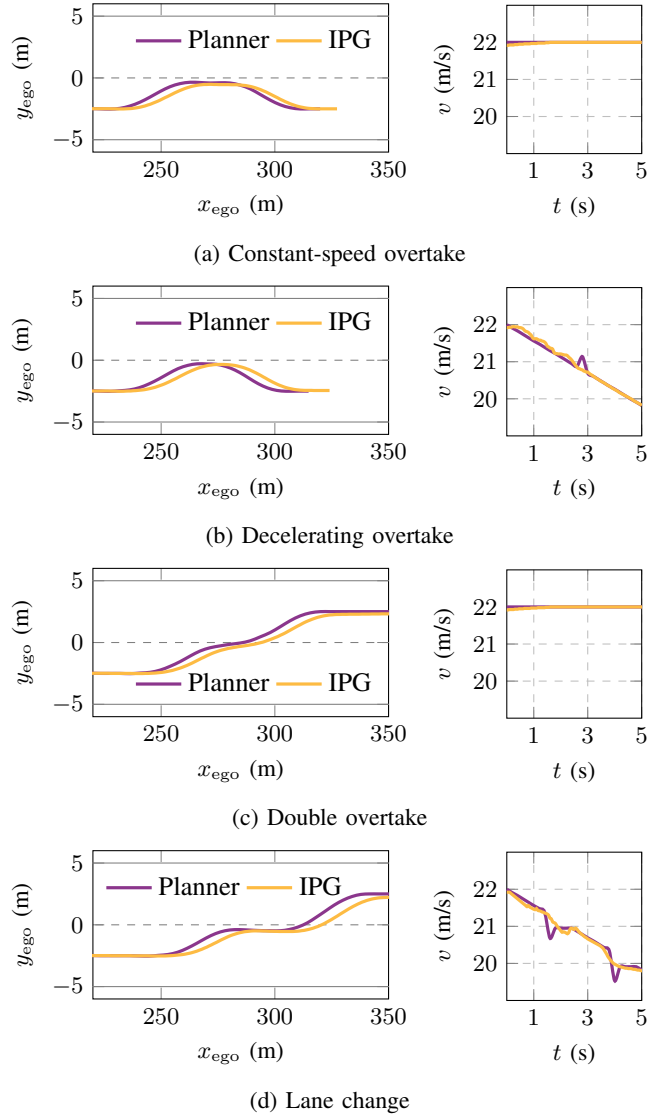 5
0
−5
y_ego (m)
Planner
IPG
250
300
350
x_ego (m)
22
21
20
v (m/s)
1
3
5
t (s)
(a) Constant-speed overtake
5
0
−5
y_ego (m)
Planner
IPG
250
300
350
x_ego (m)
22
21
20
v (m/s)
1
3
5
t (s)
(b) Decelerating overtake
5
0
−5
y_ego (m)
Planner
IPG
250
300
350
x_ego (m)
22
21
20
v (m/s)
1
3
5
t (s)
(c) Double overtake
5
0
−5
y_ego (m)
Planner
IPG
250
300
350
x_ego (m)
22
21
20
v (m/s)
1
3
5
t (s)
(d) Lane change